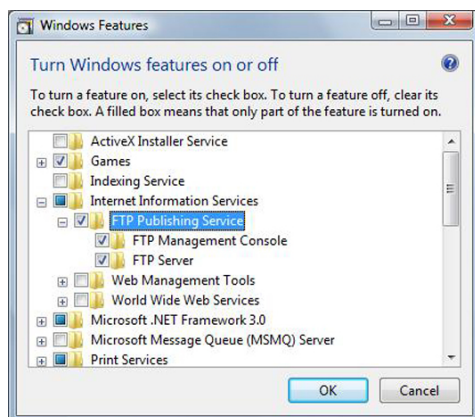 Windows Features
Turn Windows features on or off
To turn a feature on, select its check box. To turn a feature off, clear its
check box. A filled box means that only part of the feature is turned on.
ActiveX Installer Service
Games
Indexing Service
Internet Information Services
FTP Publishing Service
FTP Management Console
FTP Server
Web Management Tools
World Wide Web Services
Microsoft .NET Framework 3.0
Microsoft Message Queue (MSMQ) Server
Print Services
OK Cancel